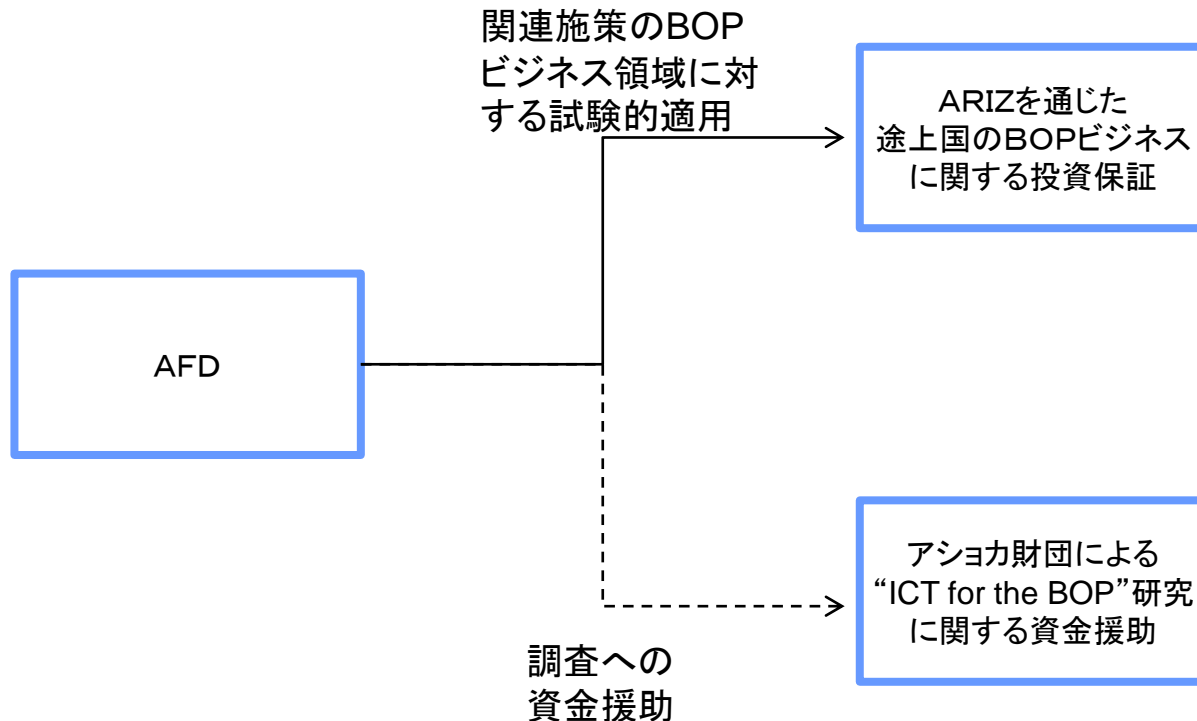 関連施策のBOP
ビジネス領域に対
する試験的適用
ARIZを通じた
途上国のBOPビジネス
に関する投資保証
AFD
アショカ財団による
“ICT for the BOP”研究
に関する資金援助
調査への
資金援助